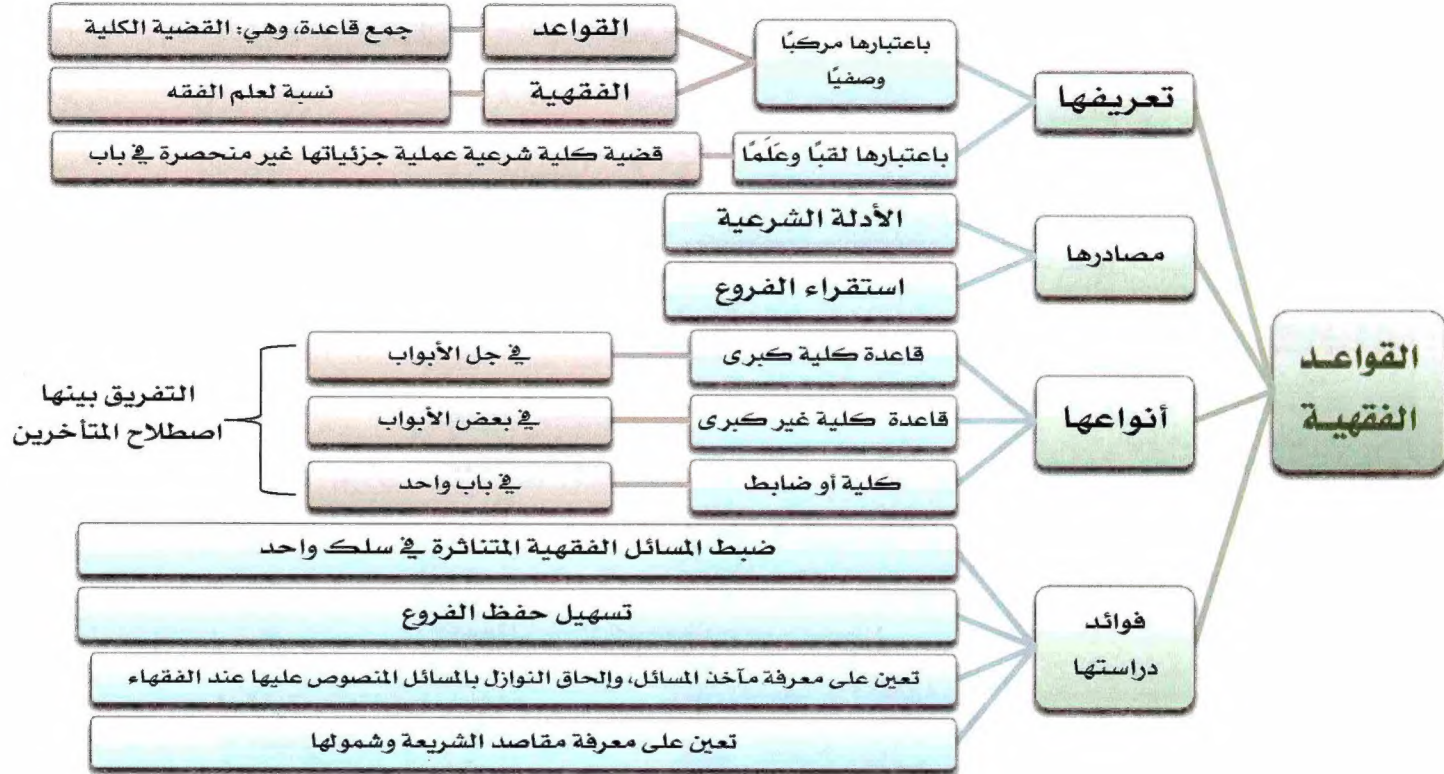 القواعد
الفقهية
تعريفها
باعتبارها مركبًا
وصفيًا
القواعد
جمع قاعدة، وهي: القضية الكلية
الفقهية
نسبة لعلم الفقه
باعتبارها لقبًا وعَلَمًا
قضية كلية شرعية عملية جزئياتها غير منحصرة في باب
مصادرها
الأدلة الشرعية
استقراء الفروع
أنواعها
قاعدة كلية كبرى
في جل الأبواب
قاعدة كلية غير كبرى
في بعض الأبواب
كلية أو ضابط
في باب واحد
التفريق بينها
اصطلاح المتأخرين
فوائد
دراستها
ضبط المسائل الفقهية المتناثرة في سلك واحد
تسهيل حفظ الفروع
تعين على معرفة مآخذ المسائل، وإلحاق النوازل بالمسائل المنصوص عليها عند الفقهاء
تعين على معرفة مقاصد الشريعة وشمولها